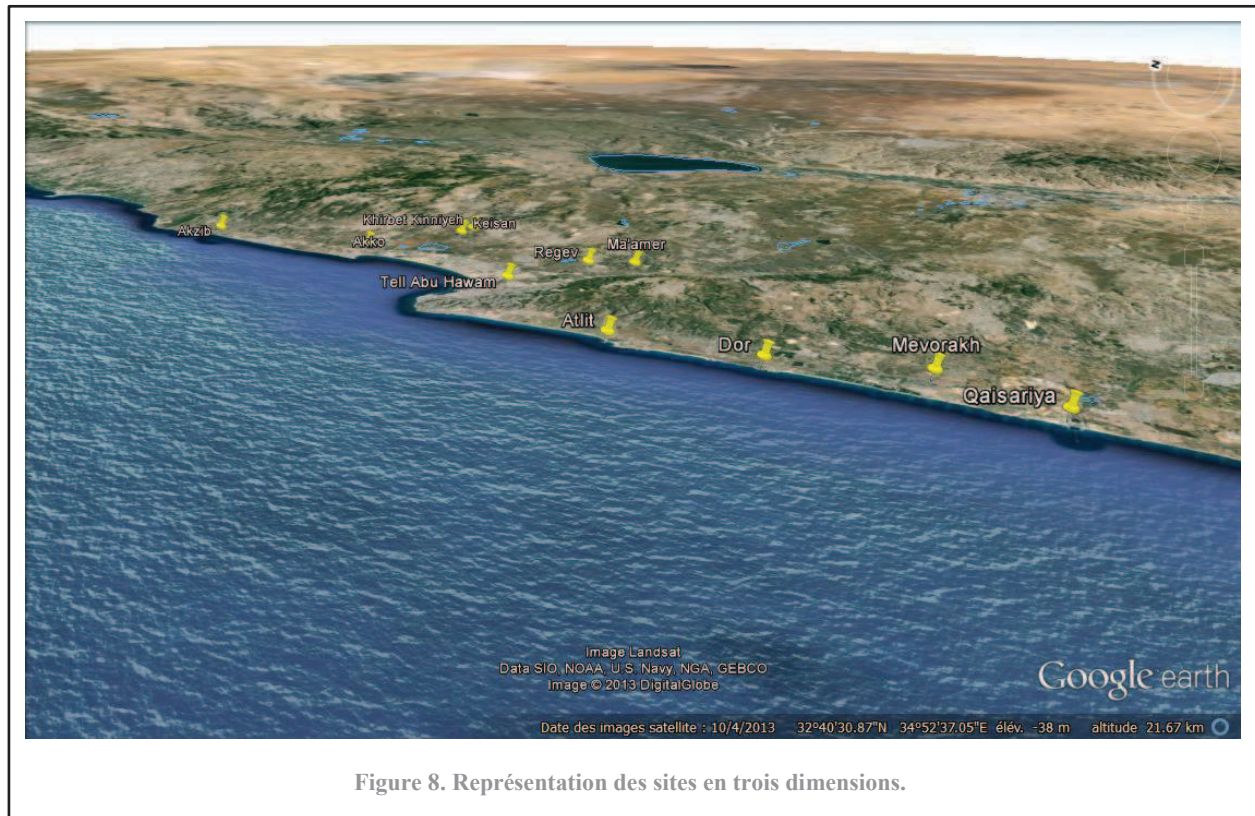 N
Akzib
Akko
Khirbet Kinniyeh
Keisan
Regev
Ma'amer
Tell Abu Hawam
Atlit
Dor
Mevorakh
Qaisariya
Image Landsat
Data SIO, NOAA, U.S. Navy, NGA, GEBCO
Image © 2013 DigitalGlobe
Google earth
Date des images satellite : 10/4/2013 32°40'30.87"N 34°52'37.05"E élév. -38 m altitude 21.67 km
Figure 8. Représentation des sites en trois dimensions.